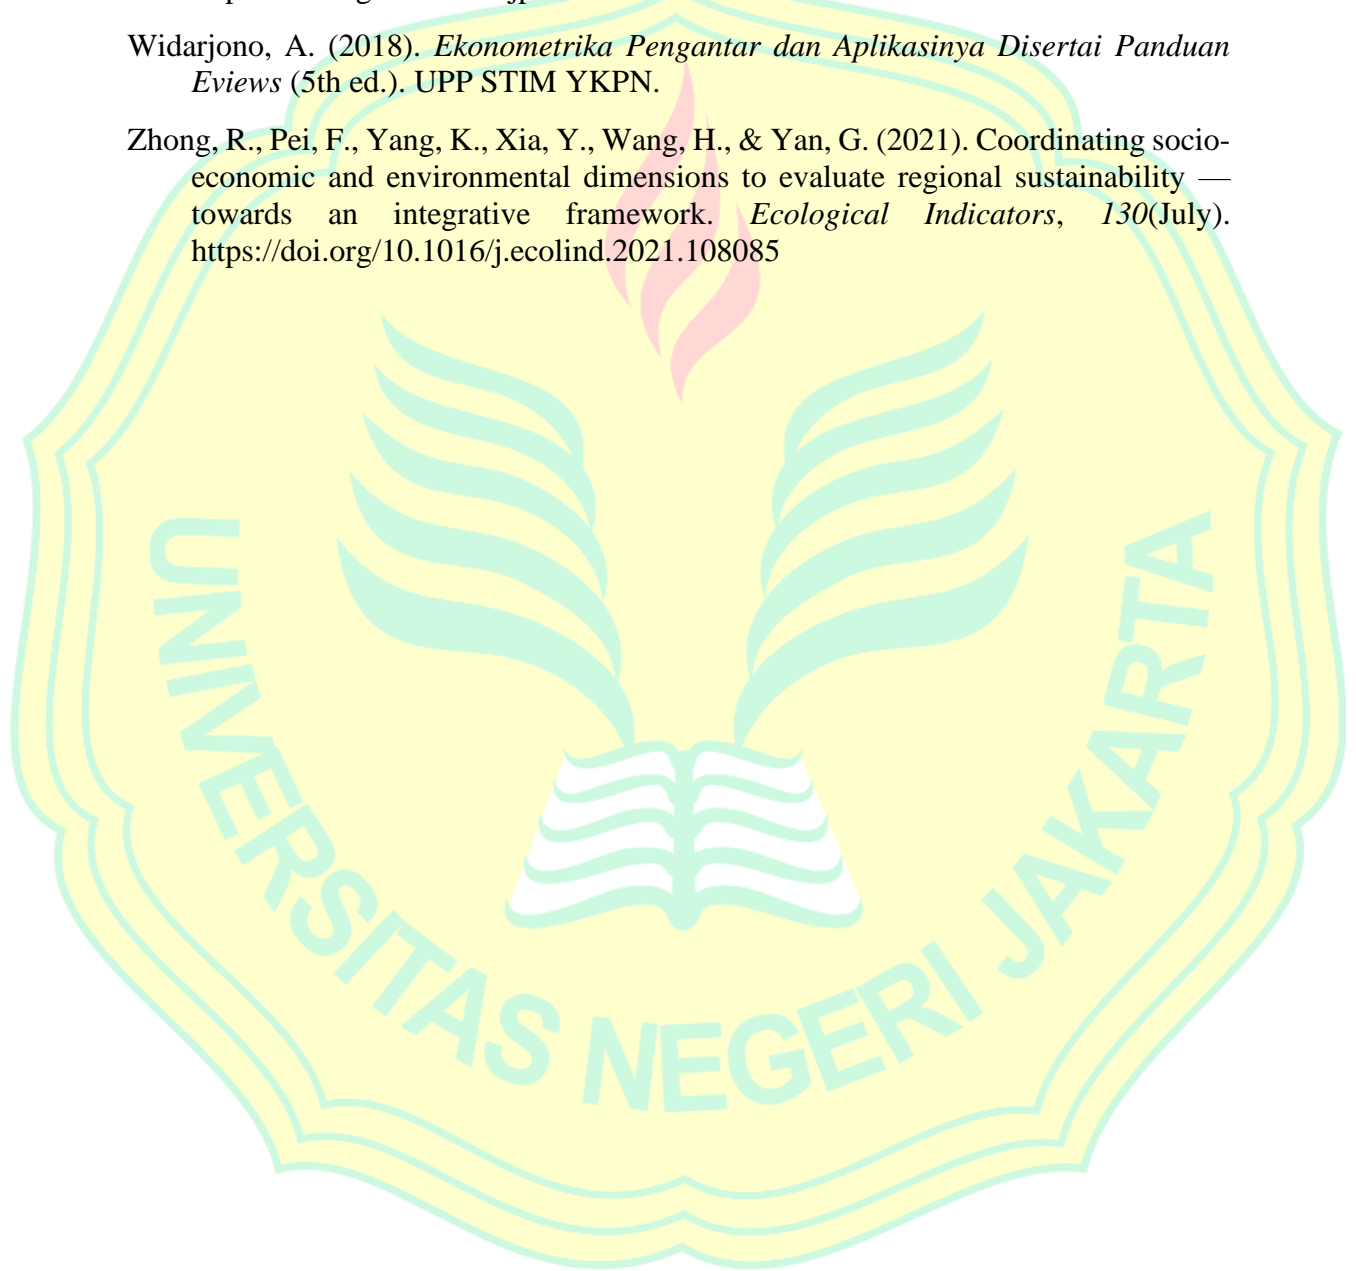 Widarjono, A. (2018). Ekonometrika Pengantar dan Aplikasinya Disertai Panduan
Eviews (5th ed.). UPP STIM YKPN.
Zhong, R., Pei, F., Yang, K., Xia, Y., Wang, H., & Yan, G. (2021). Coordinating socio-
economic and environmental dimensions to evaluate regional sustainability —
towards an integrative framework. Ecological Indicators, 130(July).
https://doi.org/10.1016/j.ecolind.2021.108085
UNIVERSITAS NEGERI JAKARTA